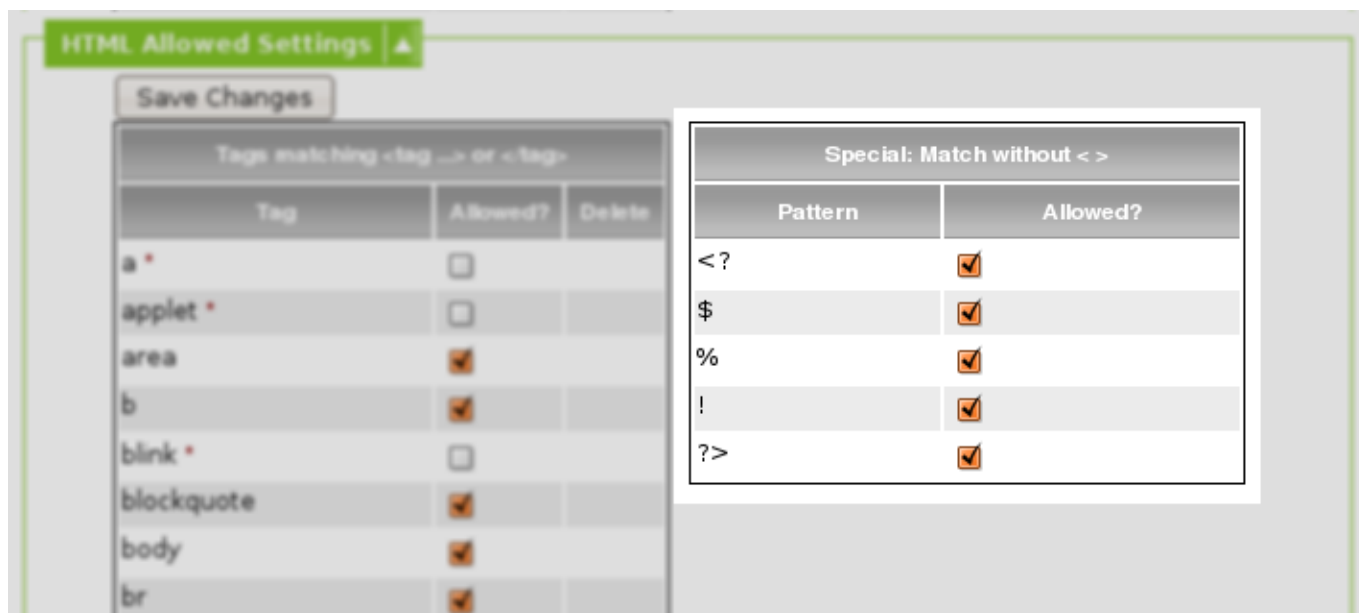 HTML Allowed Settings
Save Changes
Tags matching <tag ...> or </tag>
Tag Allowed? Delete
a *
applet *
area
b
blink *
blockquote
body
br
Special: Match without < >
Pattern Allowed?
<?
$
%
!
?>